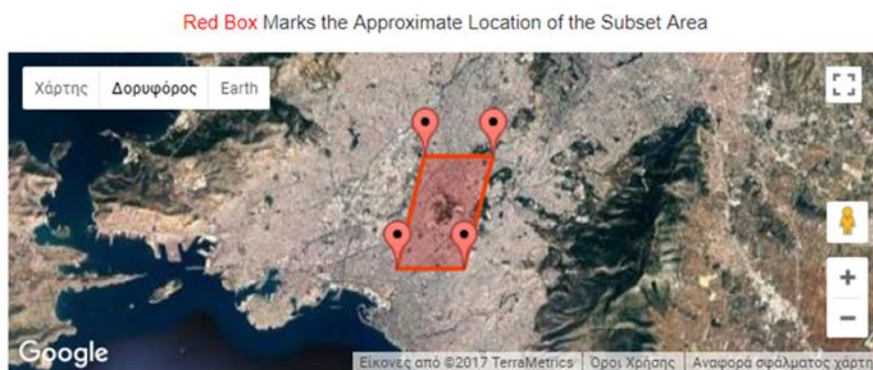 Red Box Marks the Approximate Location of the Subset Area
Χάρτης Δορυφόρος Earth
Google
Εικόνες από ©2017 TerraMetrics Όροι Χρήσης Αναφορά σφάλματος χάρτη